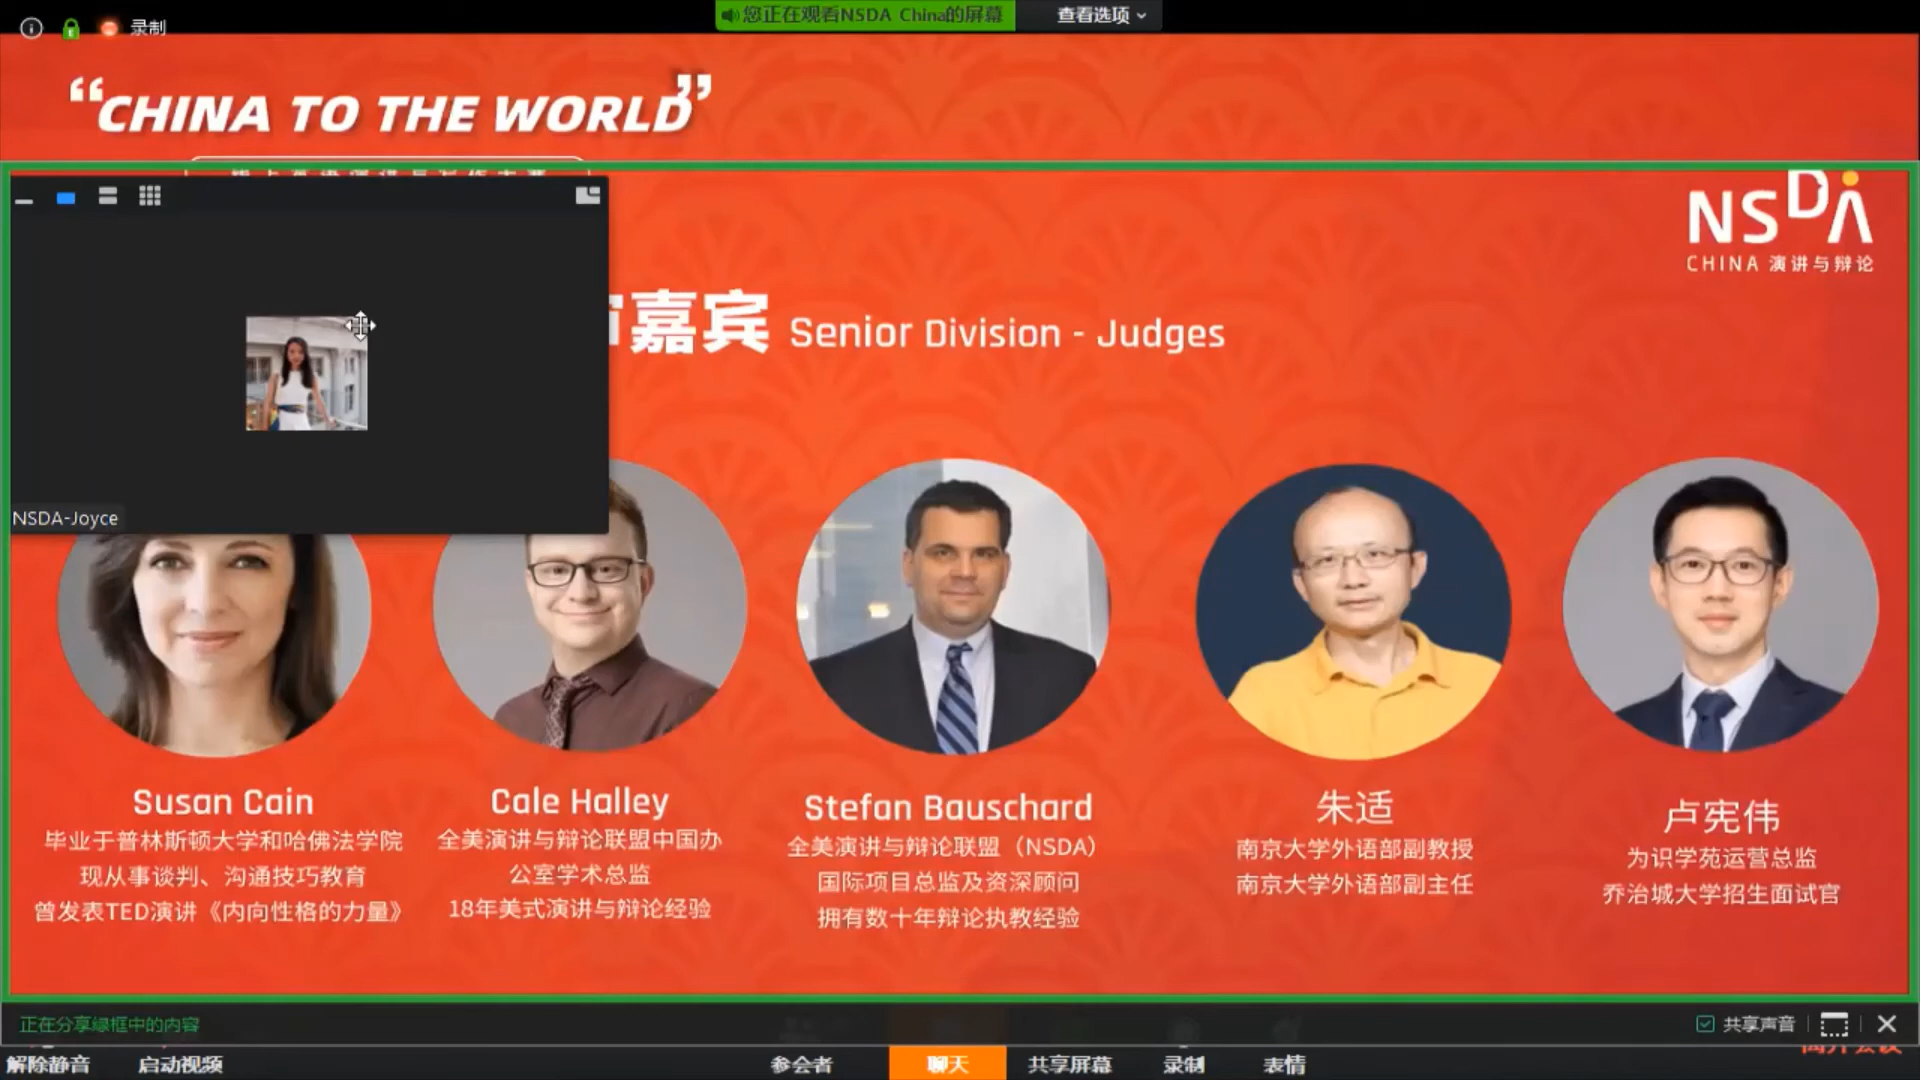 录制
您正在观看NSDA China的屏幕
查看选项
“CHINA TO THE WORLD”
NSDA
CHINA 演讲与辩论
嘉宾 Senior Division - Judges
NSDA-Joyce
Susan Cain
毕业于普林斯顿大学和哈佛法学院
现从事谈判、沟通技巧教育
曾发表TED演讲《内向性格的力量》
Cale Halley
全美演讲与辩论联盟中国办
公室学术总监
18年美式演讲与辩论经验
Stefan Bauschard
全美演讲与辩论联盟（NSDA）
国际项目总监及资深顾问
拥有数十年辩论执教经验
朱适
南京大学外语部副教授
南京大学外语部副主任
卢宪伟
为识学苑运营总监
乔治城大学招生面试官
正在分享绿框中的内容
共享声音
解除静音
启动视频
参会者
聊天
共享屏幕
录制
表情